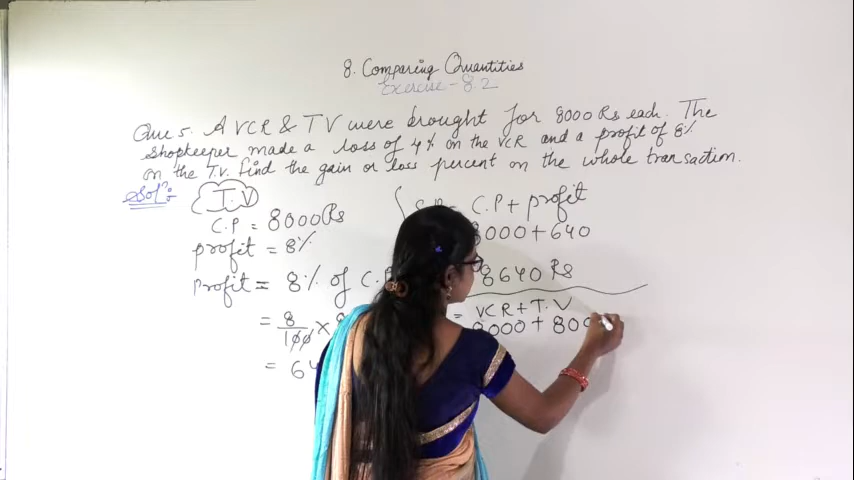 8. Comparing Quantities
Exercise-8.2
Que 5. A VCR & TV were brought for 8000 Rs each. The
Shopkeeper made a loss of 4% on the VCR and a profit of 8%
on the T.V. find the gain or loss percent on the whole transaction.
Solⁿ:
T.V
C.P = 8000 Rs
profit = 8%
Profit = 8% of C.P
= 8/100 ×
= 64
S.P = C.P + profit
8000 + 640
8640 Rs
= VCR + T.V
8000 + 800